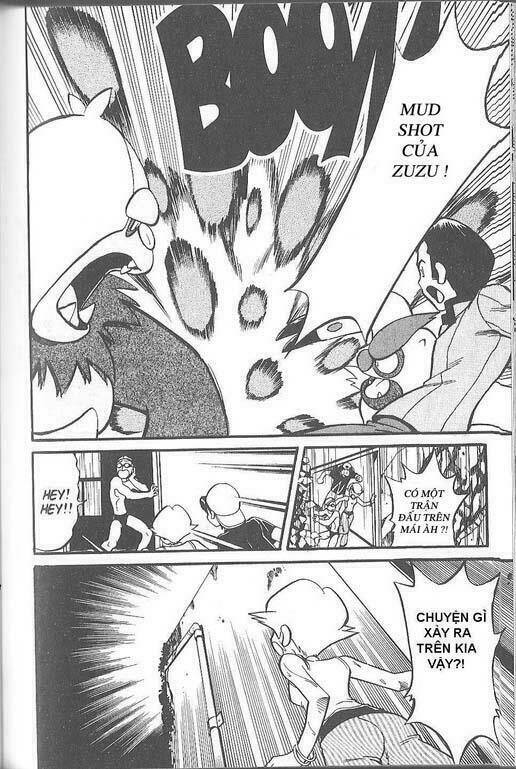 BOOM!
MUD
SHOT
CỦA
ZUZU !
HEY!
HEY!!
CÓ MỘT
TRẬN
ĐẤU TRÊN
MÁI ÀH ?!
CHUYỆN GÌ
XẢY RA
TRÊN KIA
VẬY?!